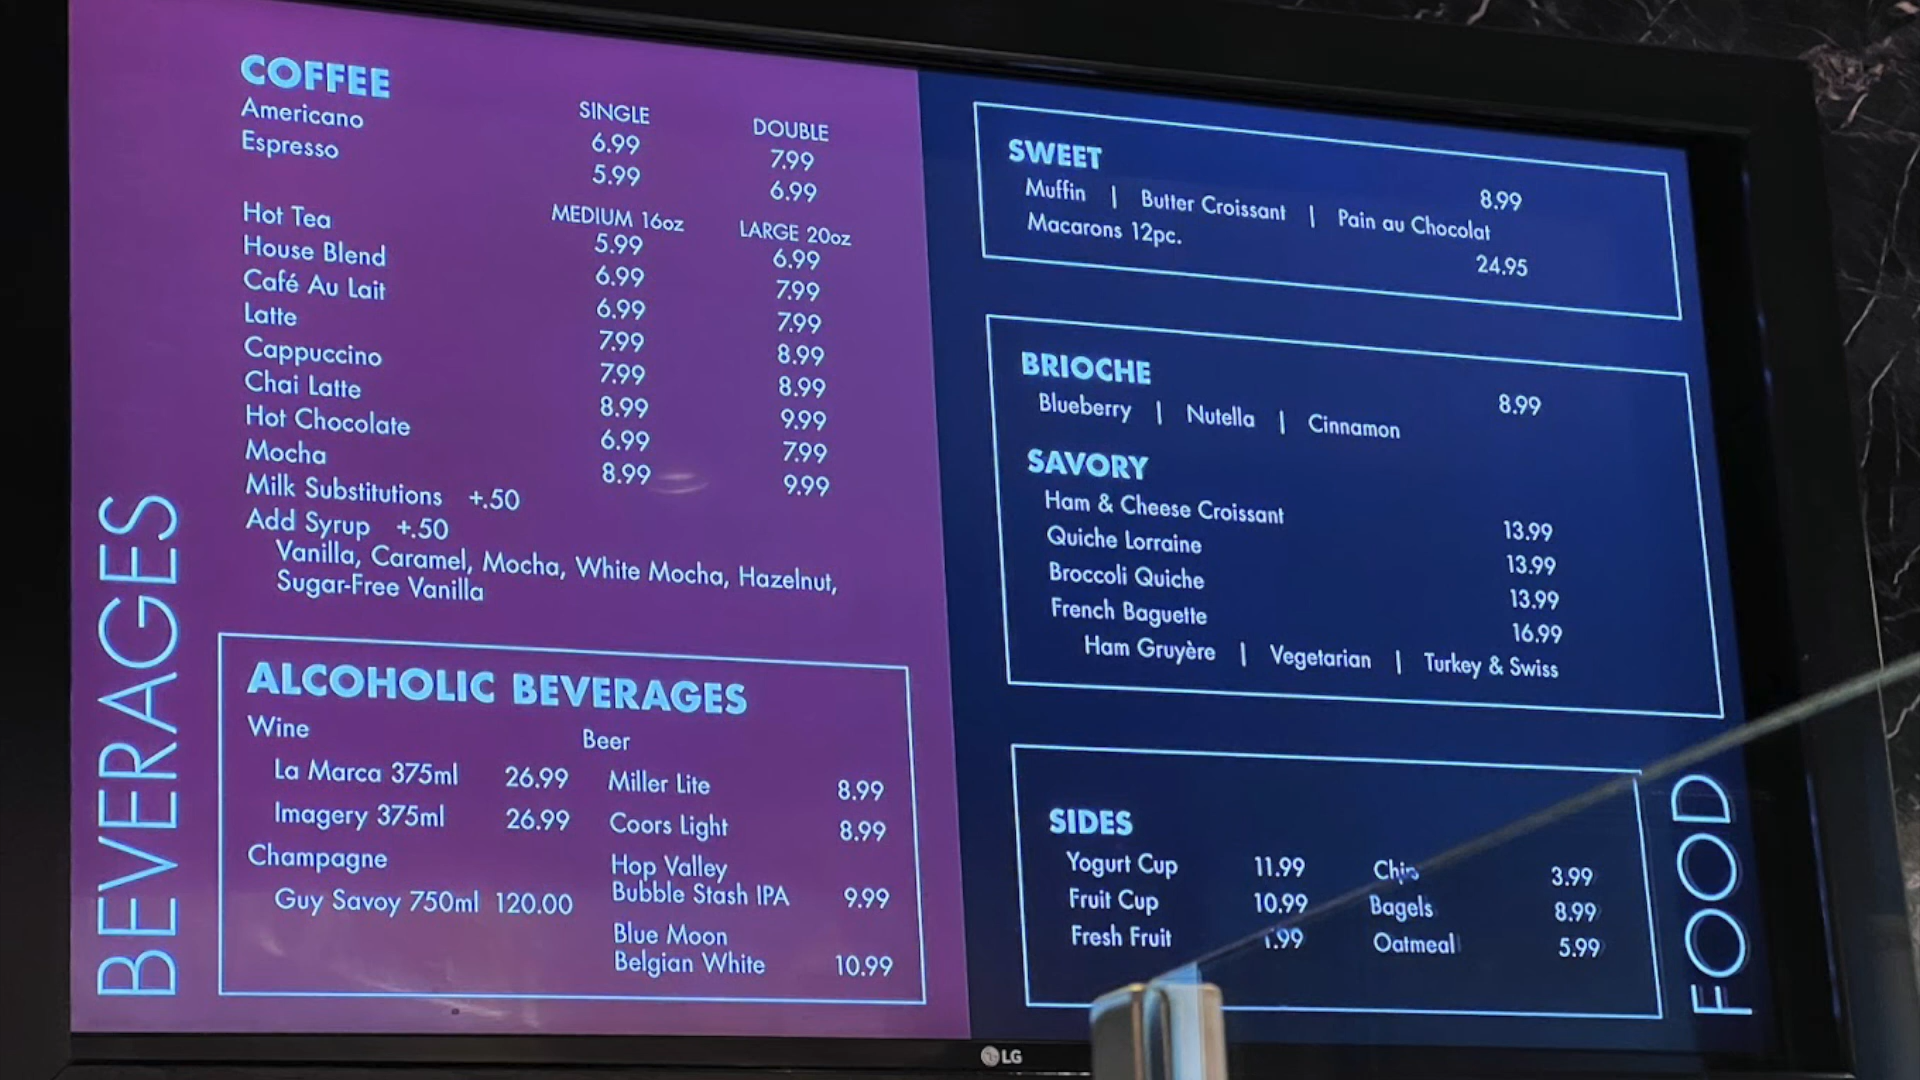 BEVERAGES
COFFEE
SINGLE DOUBLE
Americano 6.99 7.99
Espresso 5.99 6.99
MEDIUM 16oz LARGE 20oz
Hot Tea 5.99 6.99
House Blend 6.99 7.99
Café Au Lait 6.99 7.99
Latte 7.99 8.99
Cappuccino 7.99 8.99
Chai Latte 8.99 9.99
Hot Chocolate 6.99 7.99
Mocha 8.99 9.99
Milk Substitutions +.50
Add Syrup +.50
Vanilla, Caramel, Mocha, White Mocha, Hazelnut,
Sugar-Free Vanilla
ALCOHOLIC BEVERAGES
Wine
La Marca 375ml 26.99
Imagery 375ml 26.99
Champagne
Guy Savoy 750ml 120.00
Beer
Miller Lite 8.99
Coors Light 8.99
Hop Valley
Bubble Stash IPA 9.99
Blue Moon
Belgian White 10.99
FOOD
SWEET
Muffin | Butter Croissant | Pain au Chocolat 8.99
Macarons 12pc. 24.95
BRIOCHE
Blueberry | Nutella | Cinnamon 8.99
SAVORY
Ham & Cheese Croissant 13.99
Quiche Lorraine 13.99
Broccoli Quiche 13.99
French Baguette 16.99
Ham Gruyère | Vegetarian | Turkey & Swiss
SIDES
Yogurt Cup 11.99 Chips 3.99
Fruit Cup 10.99 Bagels 8.99
Fresh Fruit Oatmeal 5.99
LG